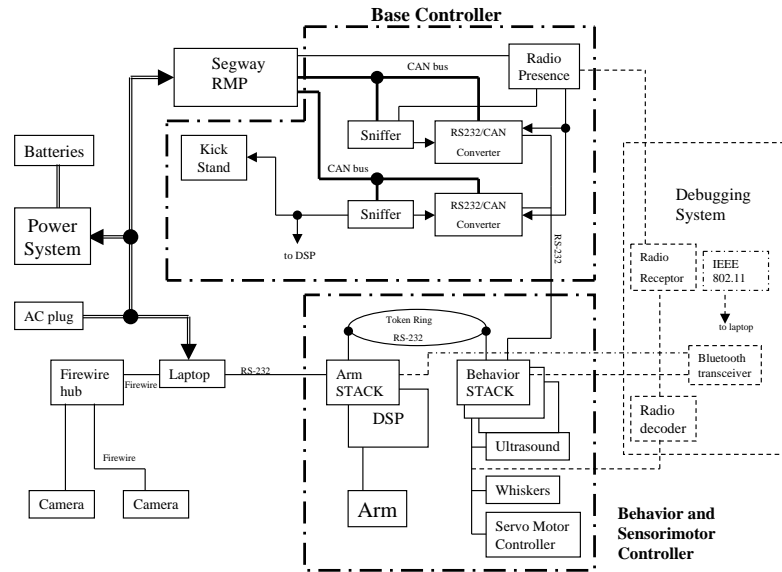 Base Controller
Segway
RMP
CAN bus
Radio
Presence
Sniffer
RS232/CAN
Converter
Kick
Stand
CAN bus
Batteries
Sniffer
RS232/CAN
Converter
Power
System
to DSP
RS-232
Debugging
System
Radio
Receptor
IEEE
802.11
to laptop
AC plug
Token Ring
RS-232
Firewire
hub
Firewire
Laptop
RS-232
Arm
STACK
Behavior
STACK
Bluetooth
transceiver
DSP
Radio
decoder
Ultrasound
Firewire
Camera
Camera
Arm
Whiskers
Servo Motor
Controller
Behavior and
Sensorimotor
Controller